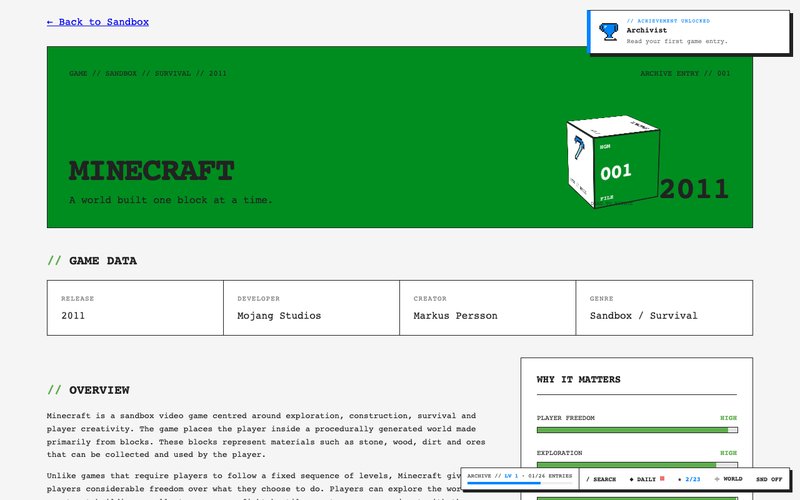 ← Back to Sandbox
// ACHIEVEMENT UNLOCKED
Archivist
Read your first game entry.
GAME // SANDBOX // SURVIVAL // 2011
ARCHIVE ENTRY // 001
HGM
001
FILE
MINECRAFT
2011
A world built one block at a time.
// GAME DATA
RELEASE
2011
DEVELOPER
Mojang Studios
CREATOR
Markus Persson
GENRE
Sandbox / Survival
// OVERVIEW
Minecraft is a sandbox video game centred around exploration, construction, survival and
player creativity. The game places the player inside a procedurally generated world made
primarily from blocks. These blocks represent materials such as stone, wood, dirt and ores
that can be collected and used by the player.
Unlike games that require players to follow a fixed sequence of levels, Minecraft
players considerable freedom over what they choose to do. Players can explore the
WHY IT MATTERS
PLAYER FREEDOM HIGH
EXPLORATION HIGH
ARCHIVE // LV 1 · 01/26 ENTRIES
/ SEARCH
◆ DAILY
★ 2/23
✚ WORLD
SND OFF